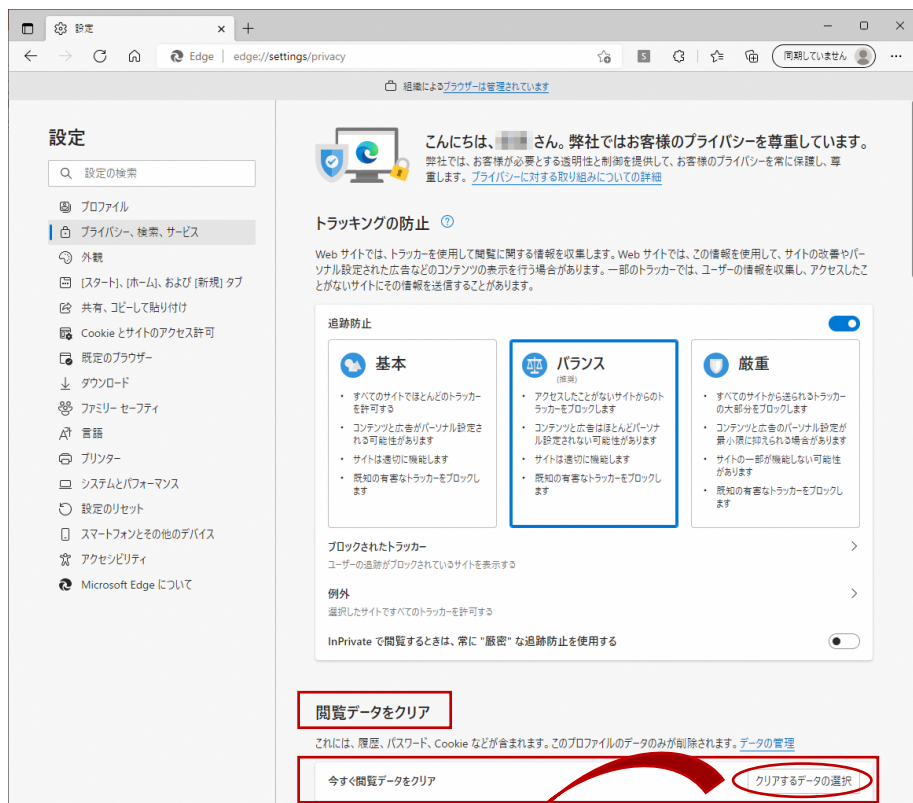 設定
Edge edge://settings/privacy
同期していません
組織によるブラウザーは管理されています
設定
設定の検索
プロファイル
プライバシー、検索、サービス
外観
[スタート]、[ホーム]、および [新規] タブ
共有、コピーして貼り付け
Cookie とサイトのアクセス許可
既定のブラウザー
ダウンロード
ファミリー セーフティ
言語
プリンター
システムとパフォーマンス
設定のリセット
スマートフォンとその他のデバイス
アクセシビリティ
Microsoft Edge について
こんにちは、 さん。弊社ではお客様のプライバシーを尊重しています。
弊社では、お客様が必要とする透明性と制御を提供して、お客様のプライバシーを常に保護し、尊
重します。 プライバシーに対する取り組みについての詳細
トラッキングの防止 ?
Web サイトでは、トラッカーを使用して閲覧に関する情報を収集します。Web サイトでは、この情報を使用して、サイトの改善やパー
ソナル設定された広告などのコンテンツの表示を行う場合があります。一部のトラッカーでは、ユーザーの情報を収集し、アクセスしたこ
とがないサイトにその情報を送信することがあります。
追跡防止
基本
• すべてのサイトでほとんどのトラッカー
を許可する
• コンテンツと広告がパーソナル設定さ
れる可能性があります
• サイトは適切に機能します
• 既知の有害なトラッカーをブロックし
ます
バランス
(推奨)
• アクセスしたことがないサイトからのト
ラッカーをブロックします
• コンテンツと広告はほとんどパーソナ
ル設定されない可能性があります
• サイトは適切に機能します
• 既知の有害なトラッカーをブロックし
ます
厳重
• すべてのサイトから送られるトラッカー
の大部分をブロックします
• コンテンツと広告のパーソナル設定が
最小限に抑えられる場合があります
• サイトの一部が機能しない可能性
があります
• 既知の有害なトラッカーをブロックし
ます
ブロックされたトラッカー
ユーザーの追跡がブロックされているサイトを表示する
例外
選択したサイトですべてのトラッカーを許可する
InPrivate で閲覧するときは、常に "厳密" な追跡防止を使用する
閲覧データをクリア
これには、履歴、パスワード、Cookie などが含まれます。このプロファイルのデータのみが削除されます。データの管理
今すぐ閲覧データをクリア
クリアするデータの選択